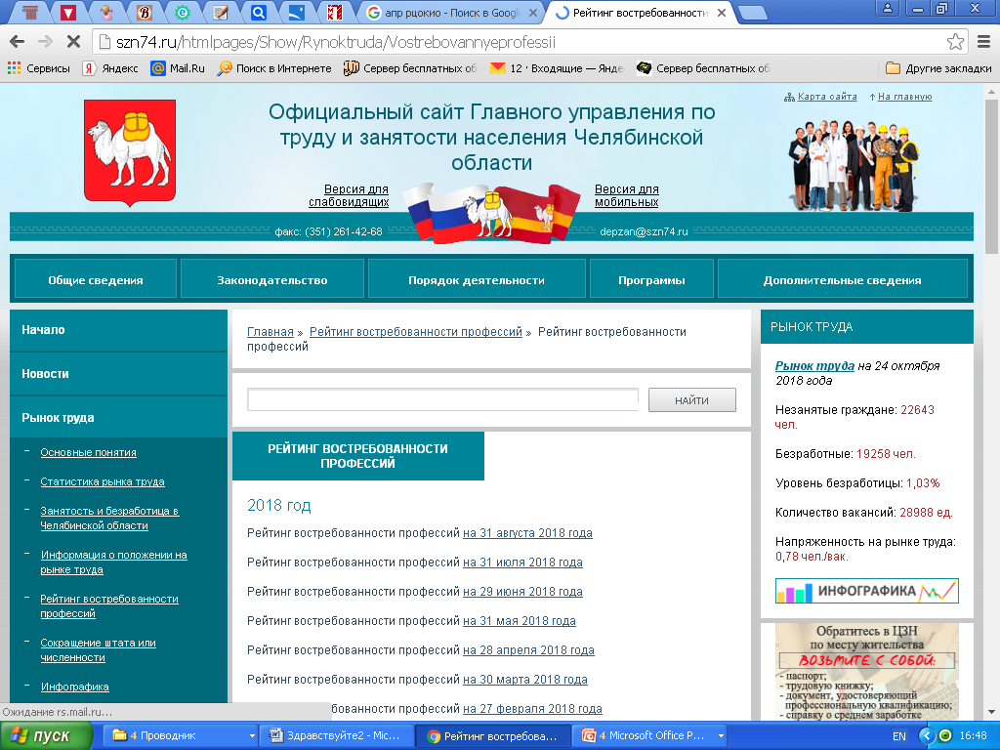 апр рцокио - Поиск в Goog
Рейтинг востребованности
szn74.ru/htmlpages/Show/Rynoktruda/Vostrebovannyeprofessii
Сервисы
Яндекс
Mail.Ru
Поиск в Интернете
Сервер бесплатных об
12 · Входящие — Янде
Сервер бесплатных об
Другие закладки
Карта сайта
На главную
Официальный сайт Главного управления по
труду и занятости населения Челябинской
области
Версия для
слабовидящих
Версия для
мобильных
факс: (351) 261-42-68
depzan@szn74.ru
Общие сведения
Законодательство
Порядок деятельности
Программы
Дополнительные сведения
Начало
Новости
Рынок труда
Основные понятия
Статистика рынка труда
Занятость и безработица в
Челябинской области
Информация о положении на
рынке труда
Рейтинг востребованности
профессий
Сокращение штата или
численности
Инфографика
Главная » Рейтинг востребованности профессий » Рейтинг востребованности
профессий
НАЙТИ
РЕЙТИНГ ВОСТРЕБОВАННОСТИ
ПРОФЕССИЙ
2018 год
Рейтинг востребованности профессий на 31 августа 2018 года
Рейтинг востребованности профессий на 31 июля 2018 года
Рейтинг востребованности профессий на 29 июня 2018 года
Рейтинг востребованности профессий на 31 мая 2018 года
Рейтинг востребованности профессий на 28 апреля 2018 года
Рейтинг востребованности профессий на 30 марта 2018 года
востребованности профессий на 27 февраля 2018 года
РЫНОК ТРУДА
Рынок труда на 24 октября
2018 года
Незанятые граждане: 22643
чел.
Безработные: 19258 чел.
Уровень безработицы: 1,03%
Количество вакансий: 28988 ед.
Напряженность на рынке труда:
0,78 чел./вак.
ИНФОГРАФИКА
Обратитесь в ЦЗН
по месту жительства
ВОЗЬМИТЕ С СОБОЙ:
- паспорт;
- трудовую книжку;
- документ, удостоверяющий
профессиональную квалификацию;
- справку о среднем заработке
Ожидание rs.mail.ru...
пуск
4 Проводник
Здравствуйте2 - Mic...
Рейтинг востребова...
4 Microsoft Office P...
EN
16:48